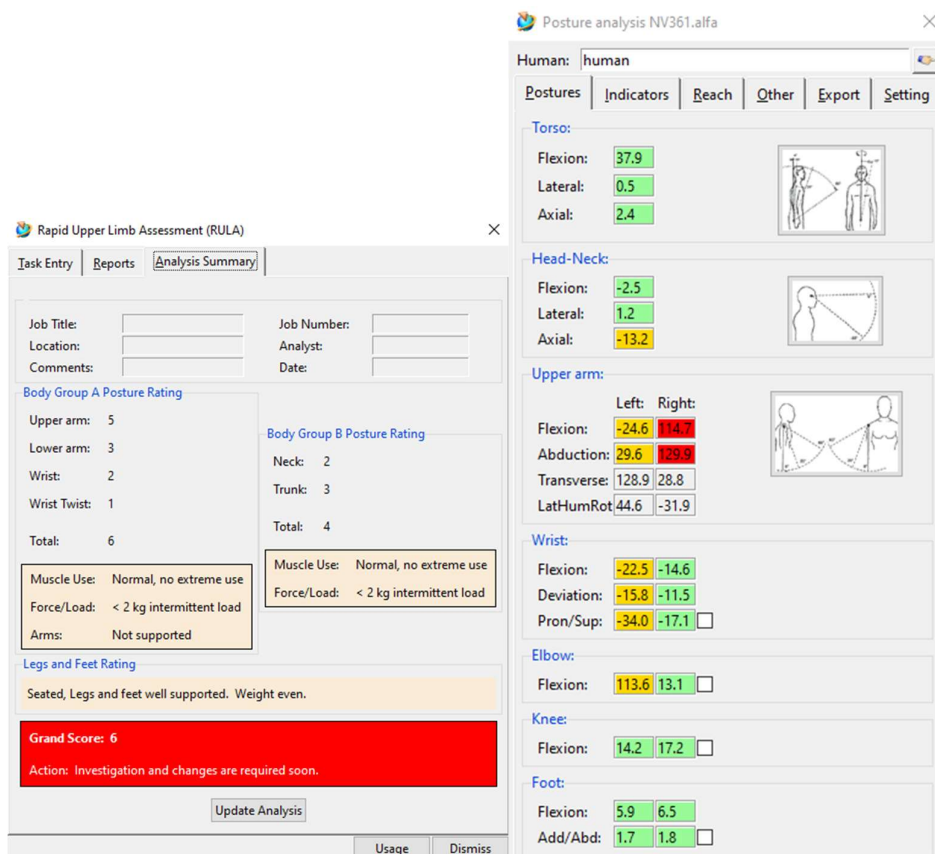 Rapid Upper Limb Assessment (RULA)
Task Entry Reports Analysis Summary
Job Title: Job Number:
Location: Analyst:
Comments: Date:
Body Group A Posture Rating
Upper arm: 5
Lower arm: 3
Wrist: 2
Wrist Twist: 1
Total: 6
Muscle Use: Normal, no extreme use
Force/Load: < 2 kg intermittent load
Arms: Not supported
Body Group B Posture Rating
Neck: 2
Trunk: 3
Total: 4
Muscle Use: Normal, no extreme use
Force/Load: < 2 kg intermittent load
Legs and Feet Rating
Seated, Legs and feet well supported. Weight even.
Grand Score: 6
Action: Investigation and changes are required soon.
Update Analysis
Usage Dismiss
Posture analysis NV361.alfa
Human: human
Postures Indicators Reach Other Export Setting
Torso:
Flexion: 37.9
Lateral: 0.5
Axial: 2.4
Head-Neck:
Flexion: -2.5
Lateral: 1.2
Axial: -13.2
Upper arm:
Left: Right:
Flexion: -24.6 114.7
Abduction: 29.6 129.9
Transverse: 128.9 28.8
LatHumRot 44.6 -31.9
Wrist:
Flexion: -22.5 -14.6
Deviation: -15.8 -11.5
Pron/Sup: -34.0 -17.1
Elbow:
Flexion: 113.6 13.1
Knee:
Flexion: 14.2 17.2
Foot:
Flexion: 5.9 6.5
Add/Abd: 1.7 1.8